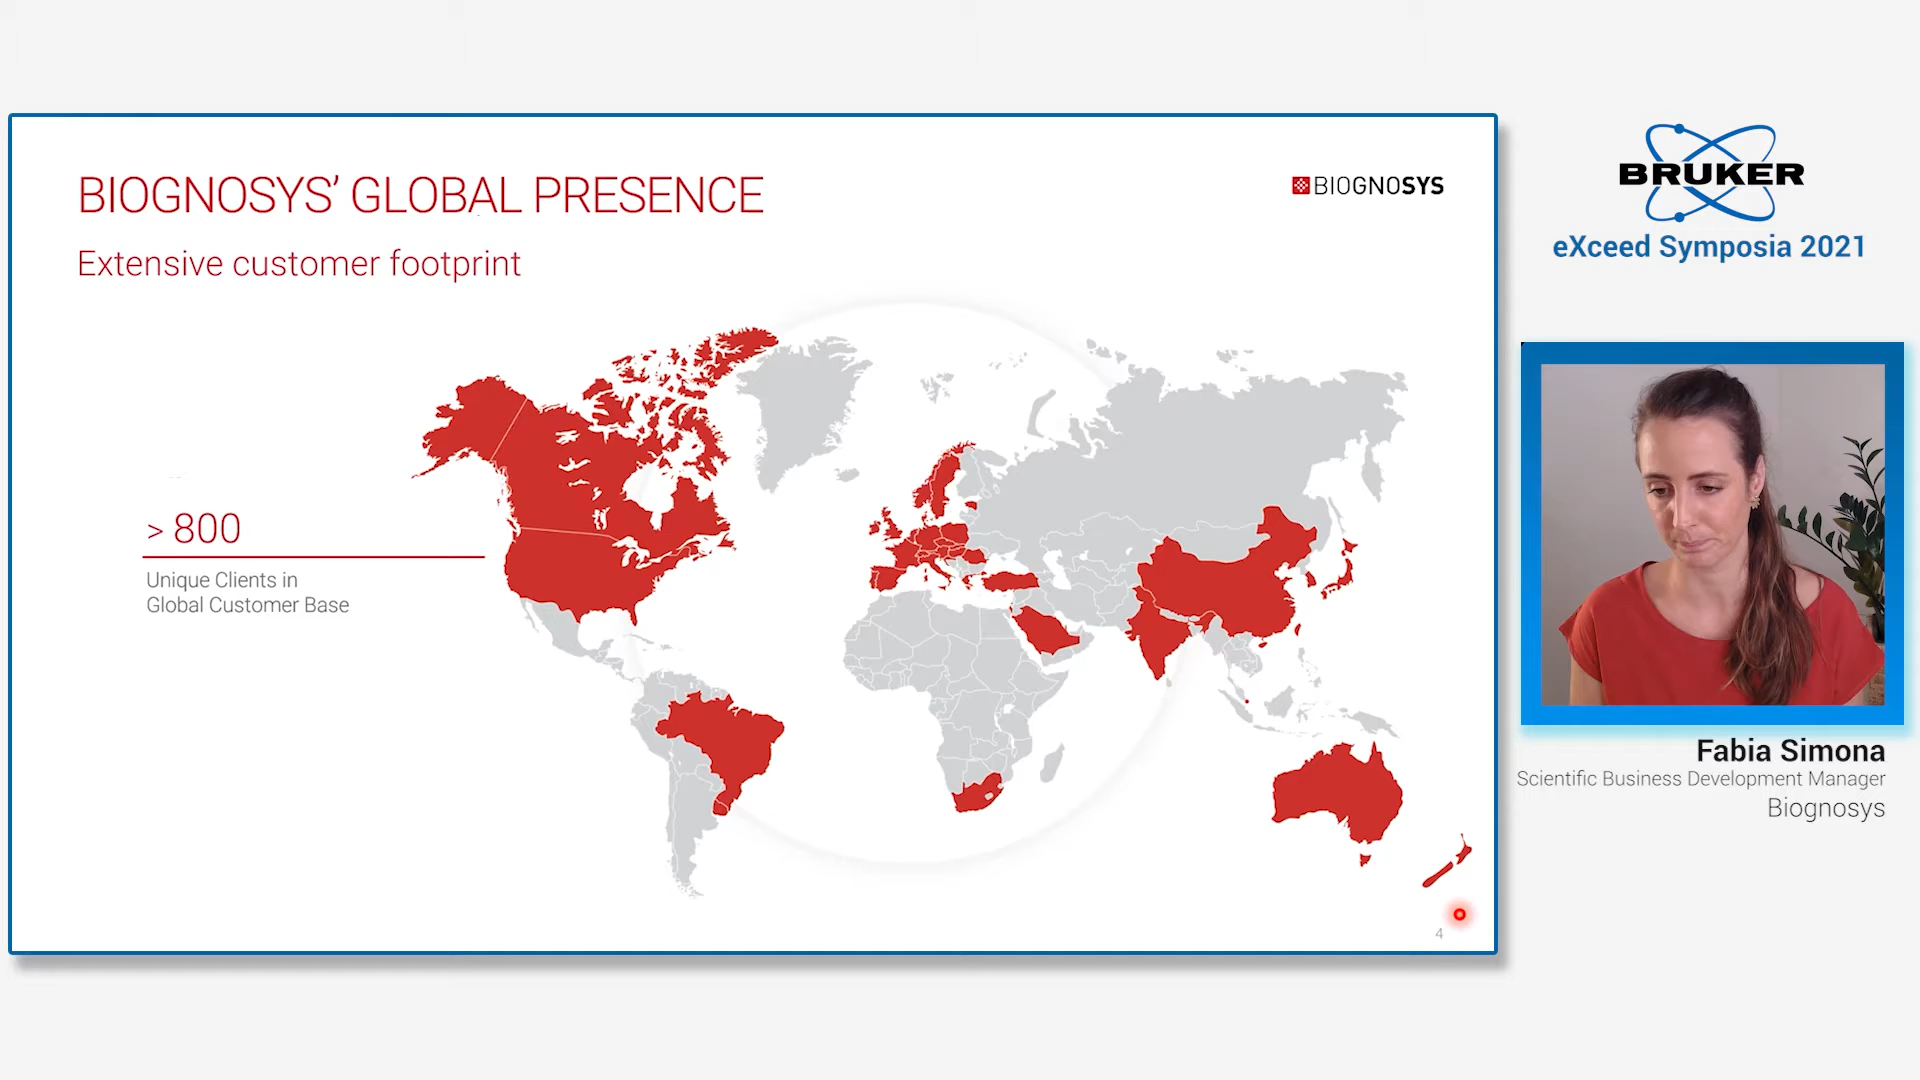 BIOGNOSYS’ GLOBAL PRESENCE
Extensive customer footprint
BIOGNOSYS
> 800
Unique Clients in
Global Customer Base
4
BRUKER
eXceed Symposia 2021
Fabia Simona
Scientific Business Development Manager
Biognosys